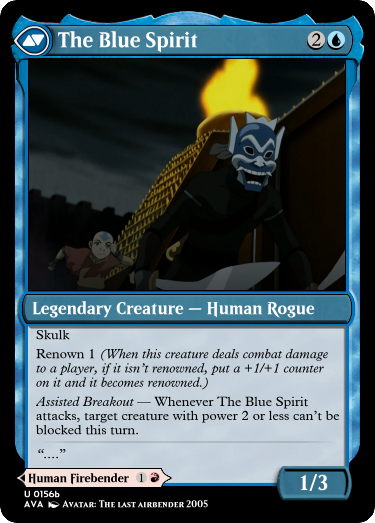 The Blue Spirit 2
Legendary Creature — Human Rogue
Skulk
Renown 1 (When this creature deals combat damage
to a player, if it isn't renowned, put a +1/+1 counter
on it and it becomes renowned.)
Assisted Breakout — Whenever The Blue Spirit
attacks, target creature with power 2 or less can't be
blocked this turn.
“....”
Human Firebender 1
1/3
U 0156b
AVA Avatar: The last airbender 2005